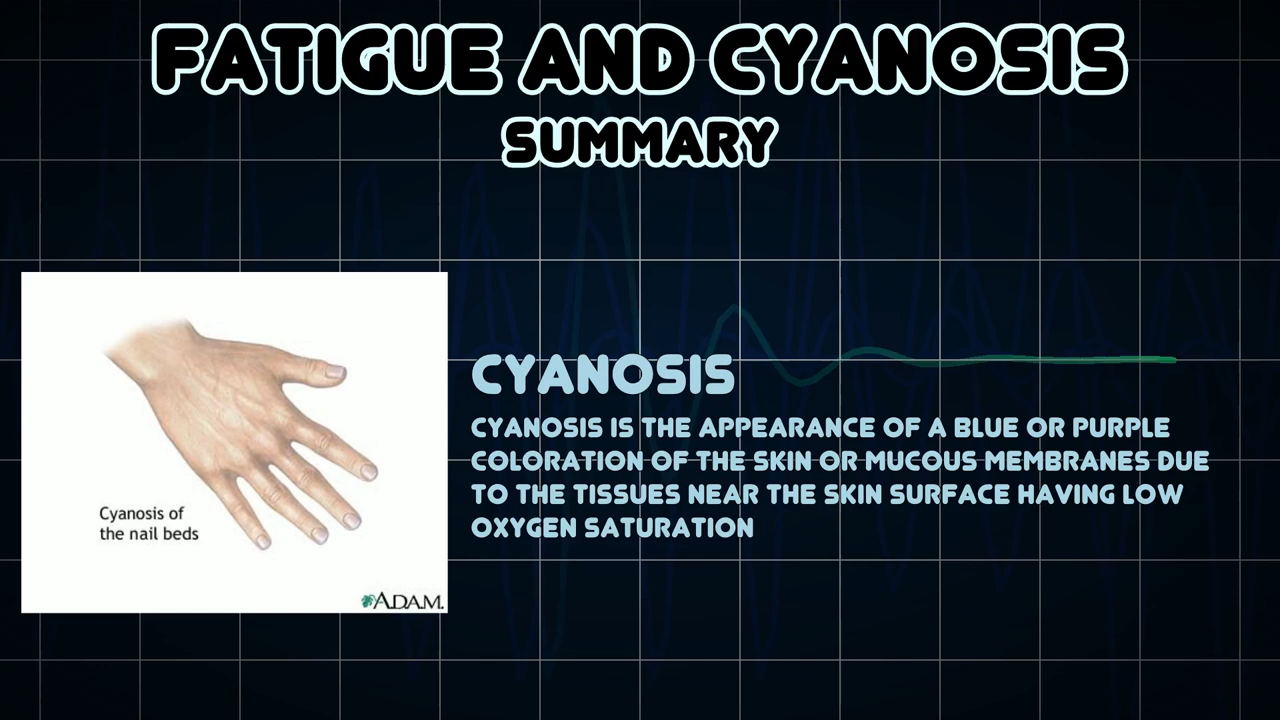 FATIGUE AND CYANOSIS
SUMMARY
Cyanosis of
the nail beds
A.D.A.M.
CYANOSIS
CYANOSIS IS THE APPEARANCE OF A BLUE OR PURPLE
COLORATION OF THE SKIN OR MUCOUS MEMBRANES DUE
TO THE TISSUES NEAR THE SKIN SURFACE HAVING LOW
OXYGEN SATURATION